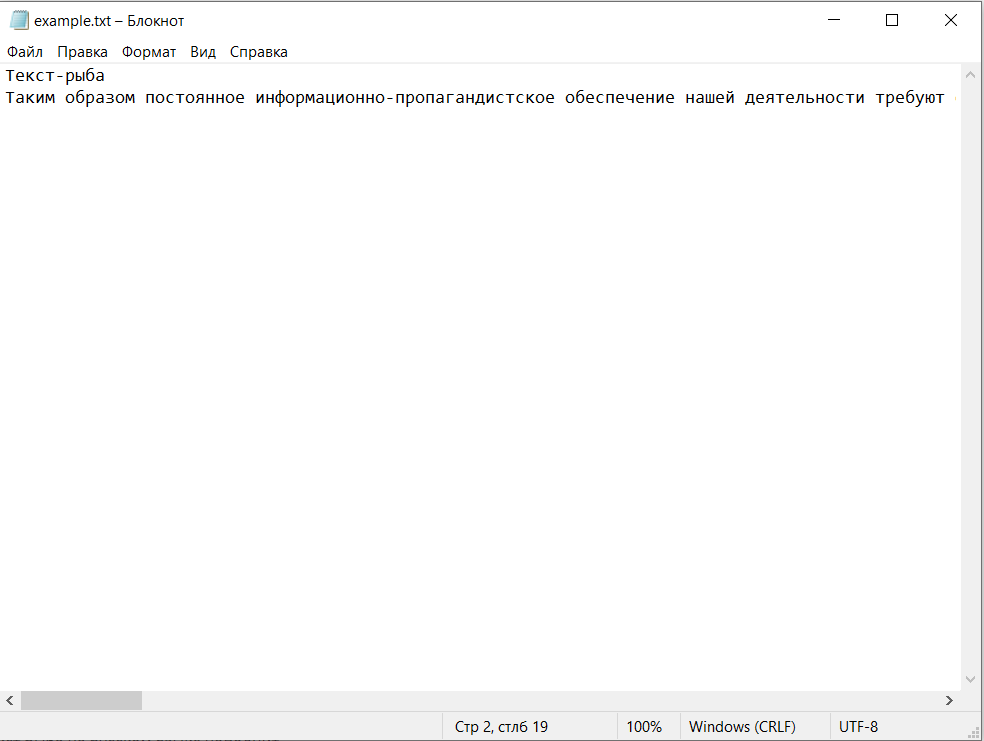 example.txt – Блокнот
Файл Правка Формат Вид Справка
Текст-рыба
Таким образом постоянное информационно-пропагандистское обеспечение нашей деятельности требуют
Стр 2, стлб 19 100% Windows (CRLF) UTF-8